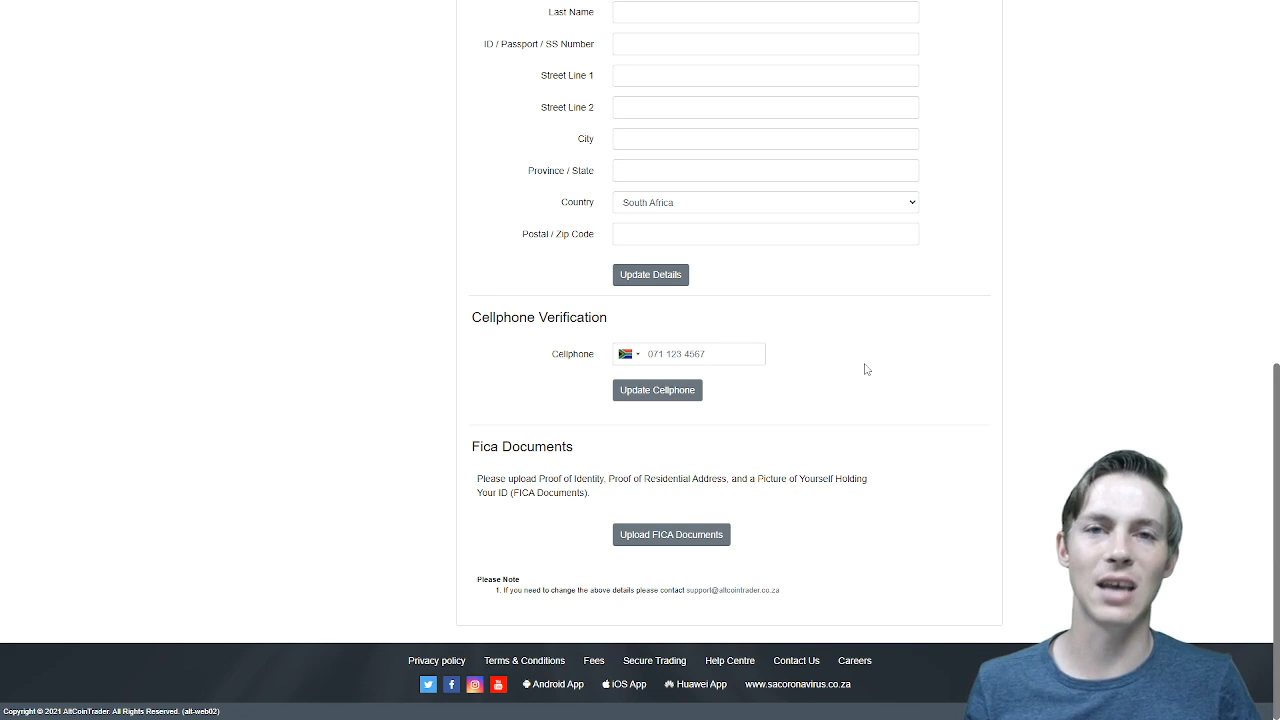 Last Name
ID / Passport / SS Number
Street Line 1
Street Line 2
City
Province / State
Country
South Africa
Postal / Zip Code
Update Details
Cellphone Verification
Cellphone
071 123 4567
Update Cellphone
Fica Documents
Please upload Proof of Identity, Proof of Residential Address, and a Picture of Yourself Holding
Your ID (FICA Documents).
Upload FICA Documents
Please Note
1. If you need to change the above details please contact support@altcointrader.co.za
Privacy policy Terms & Conditions Fees Secure Trading Help Centre Contact Us Careers
Android App iOS App Huawei App www.sacoronavirus.co.za
Copyright © 2021 AltCoinTrader. All Rights Reserved. (alt-web02)